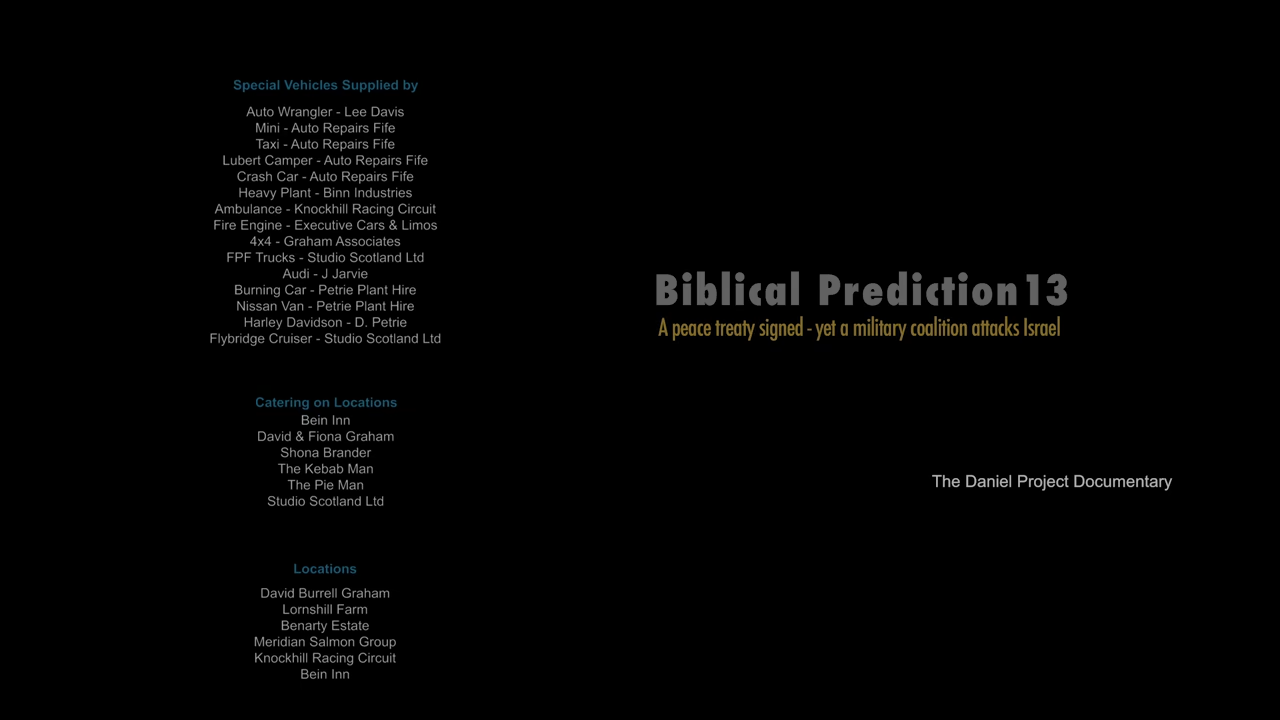 Special Vehicles Supplied by
Auto Wrangler - Lee Davis
Mini - Auto Repairs Fife
Taxi - Auto Repairs Fife
Lubert Camper - Auto Repairs Fife
Crash Car - Auto Repairs Fife
Heavy Plant - Binn Industries
Ambulance - Knockhill Racing Circuit
Fire Engine - Executive Cars & Limos
4x4 - Graham Associates
FPF Trucks - Studio Scotland Ltd
Audi - J Jarvie
Burning Car - Petrie Plant Hire
Nissan Van - Petrie Plant Hire
Harley Davidson - D. Petrie
Flybridge Cruiser - Studio Scotland Ltd
Catering on Locations
Bein Inn
David & Fiona Graham
Shona Brander
The Kebab Man
The Pie Man
Studio Scotland Ltd
Locations
David Burrell Graham
Lornshill Farm
Benarty Estate
Meridian Salmon Group
Knockhill Racing Circuit
Bein Inn
Biblical Prediction13
A peace treaty signed - yet a military coalition attacks Israel
The Daniel Project Documentary